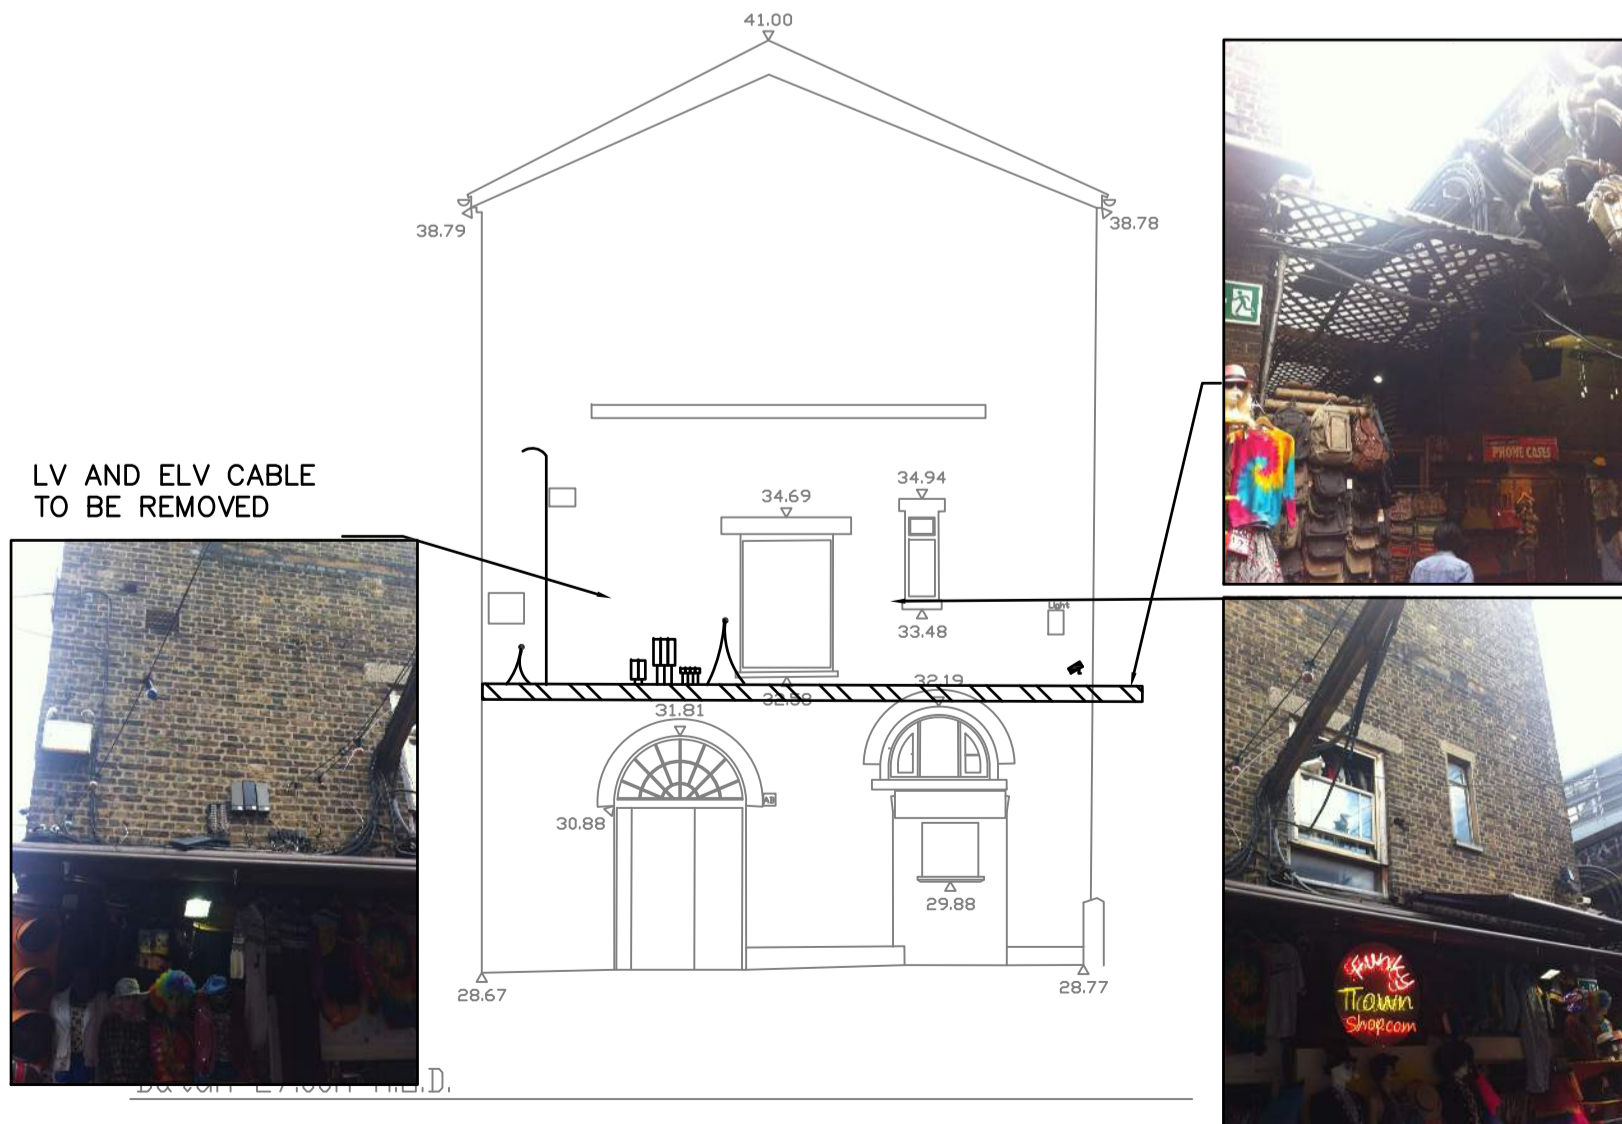 41.00
38.79
38.78
LV AND ELV CABLE
TO BE REMOVED
34.94
34.69
Light
33.48
32.19
31.81
AB
30.88
29.88
28.67
28.77
PHONE CASES
Funky
Town
Shop.com